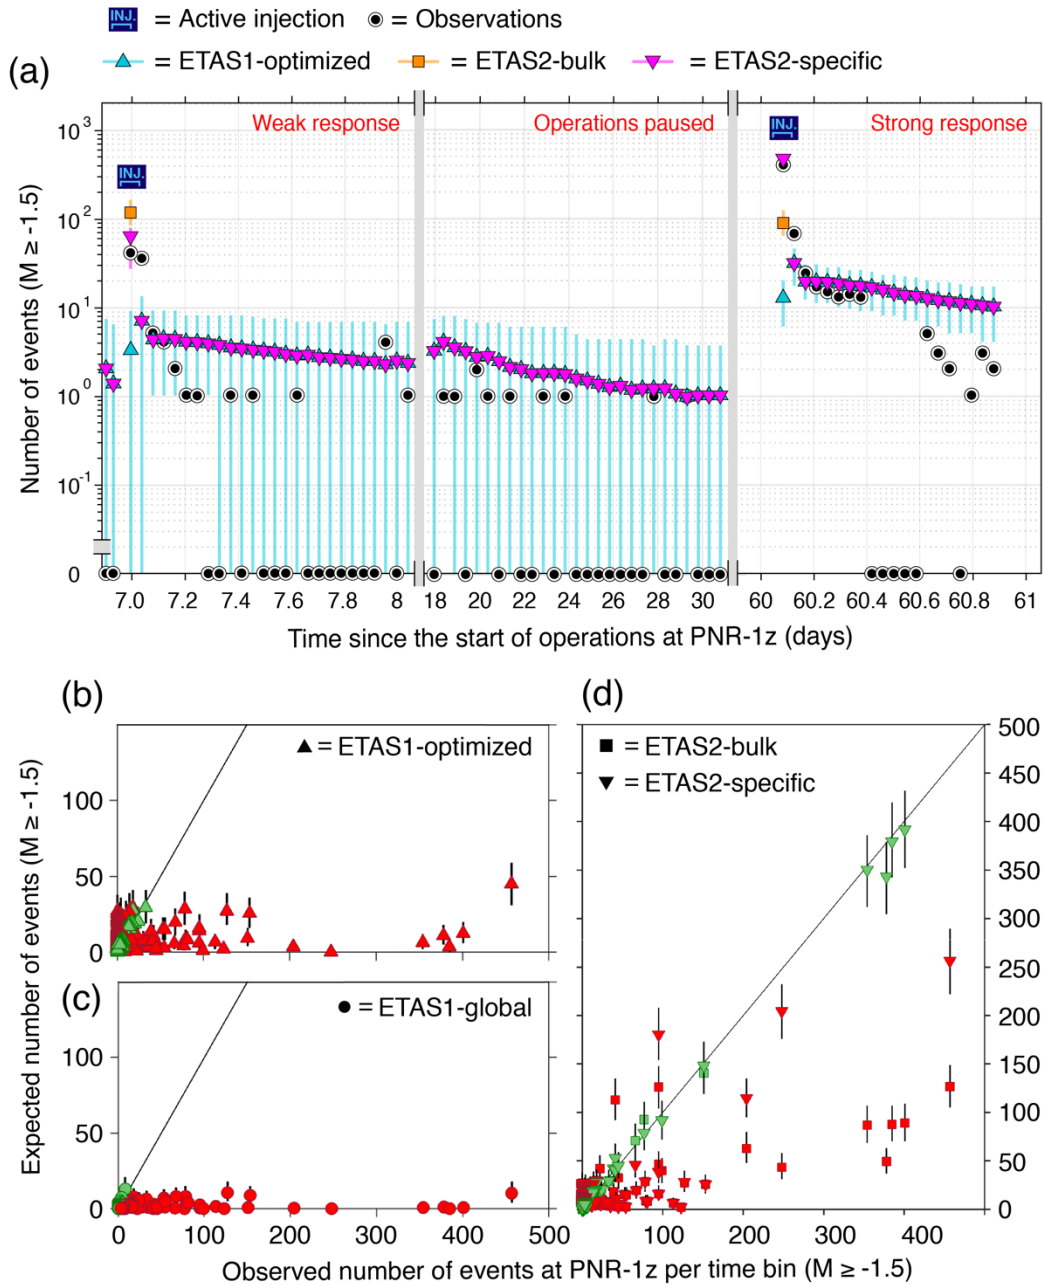 INJ. = Active injection = Observations
= ETAS1-optimized = ETAS2-bulk = ETAS2-specific
(a)
Weak response Operations paused Strong response
INJ.
INJ.
Number of events (M ≥ -1.5)
10³
10²
10¹
10⁰
10⁻¹
0
7.0 7.2 7.4 7.6 7.8 8 18 20 22 24 26 28 30 60 60.2 60.4 60.6 60.8 61
Time since the start of operations at PNR-1z (days)
(b)
= ETAS1-optimized
100
50
0
0 100 200 300 400 500
(c)
= ETAS1-global
100
50
0
0 100 200 300 400 500
Expected number of events (M ≥ -1.5)
(d)
= ETAS2-bulk
= ETAS2-specific
500
450
400
350
300
250
200
150
100
50
0
100 200 300 400
Observed number of events at PNR-1z per time bin (M ≥ -1.5)